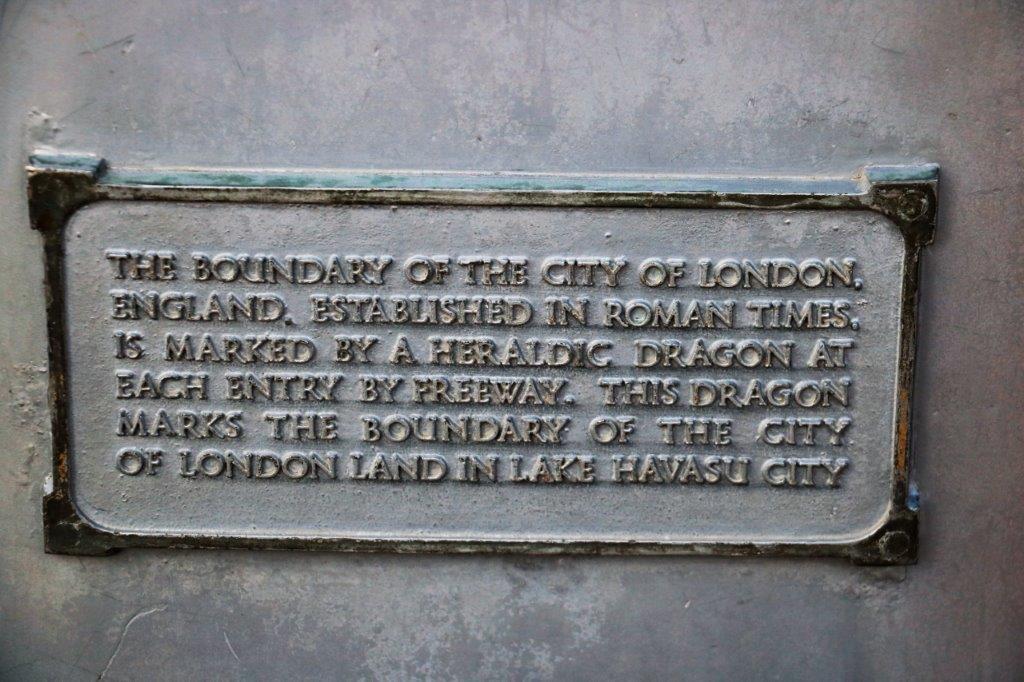 THE BOUNDARY OF THE CITY OF LONDON,
ENGLAND, ESTABLISHED IN ROMAN TIMES,
IS MARKED BY A HERALDIC DRAGON AT
EACH ENTRY BY FREEWAY. THIS DRAGON
MARKS THE BOUNDARY OF THE CITY
OF LONDON LAND IN LAKE HAVASU CITY